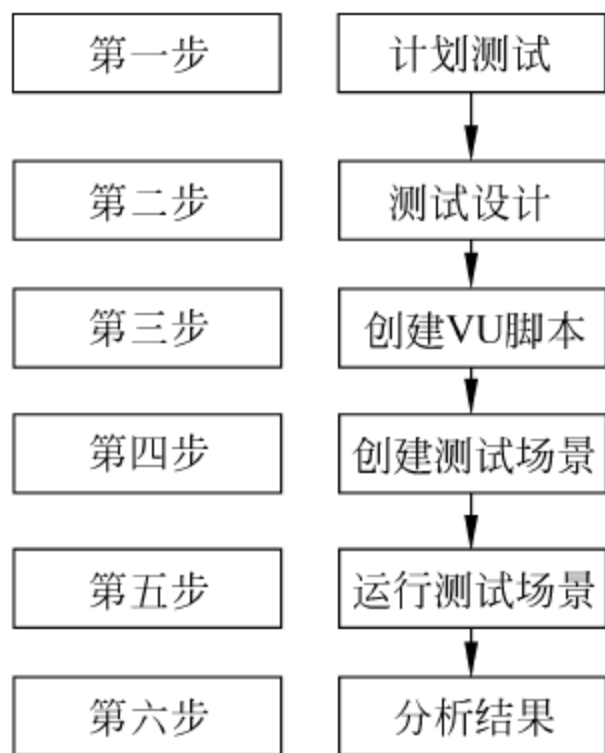 第一步 计划测试
第二步 测试设计
第三步 创建VU脚本
第四步 创建测试场景
第五步 运行测试场景
第六步 分析结果